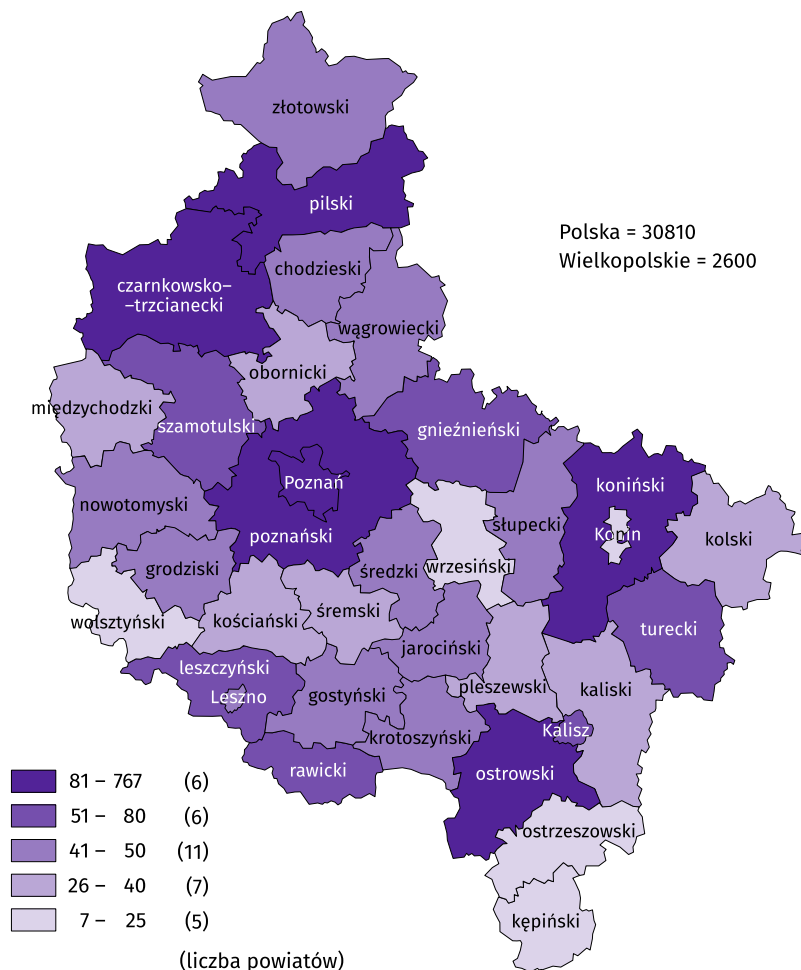 złotowski
pilski
Polska = 30810
Wielkopolskie = 2600
chodzieski
czarnkowsko–
–trzcianecki
wągrowiecki
obornicki
międzychodzki
szamotulski
gnieźnieński
Poznań
koniński
nowotomyski
słupecki
poznański
Konin
kolski
wrzesiński
grodziski
średzki
śremski
kościański
wolsztyński
turecki
jarociński
leszczyński
pleszewski
kaliski
Leszno
gostyński
Kalisz
krotoszyński
rawicki
ostrowski
81 – 767 (6)
51 – 80 (6)
ostrzeszowski
41 – 50 (11)
26 – 40 (7)
7 – 25 (5)
kępiński
(liczba powiatów)